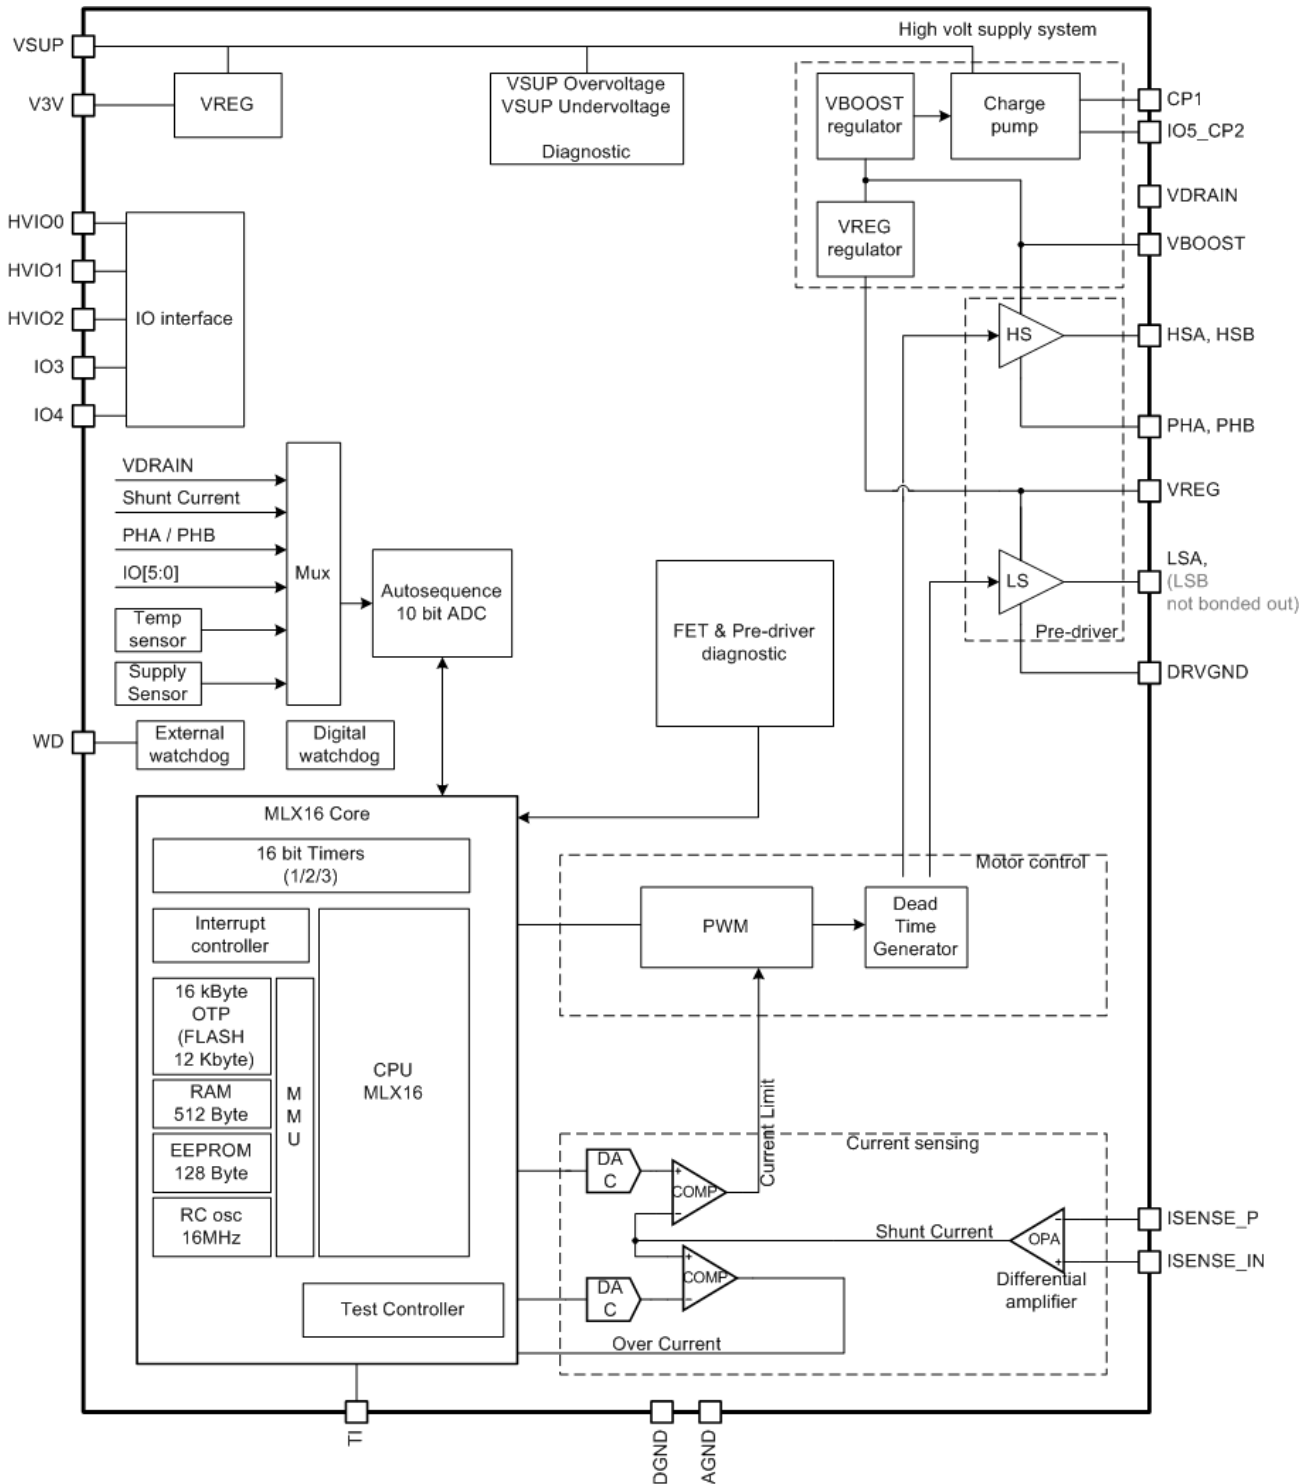 High volt supply system
VSUP
V3V
VREG
VSUP Overvoltage
VSUP Undervoltage
Diagnostic
VBOOST
regulator
Charge
pump
CP1
IO5_CP2
VDRAIN
VREG
regulator
VBOOST
HVIO0
HVIO1
HVIO2
IO3
IO4
IO interface
HS
HSA, HSB
PHA, PHB
VREG
VDRAIN
Shunt Current
PHA / PHB
IO[5:0]
Temp
sensor
Supply
Sensor
Mux
Autosequence
10 bit ADC
FET & Pre-driver
diagnostic
LS
LSA,
(LSB
not bonded out)
Pre-driver
DRVGND
WD
External
watchdog
Digital
watchdog
MLX16 Core
16 bit Timers
(1/2/3)
Interrupt
controller
16 kByte
OTP
(FLASH
12 Kbyte)
RAM
512 Byte
EEPROM
128 Byte
RC osc
16MHz
M
M
U
CPU
MLX16
Test Controller
Motor control
PWM
Dead
Time
Generator
Current Limit
Current sensing
DA
C
+
COMP
−
Shunt Current
−
OPA
+
Differential
amplifier
ISENSE_P
ISENSE_IN
DA
C
+
COMP
−
Over Current
TI
DGND
AGND